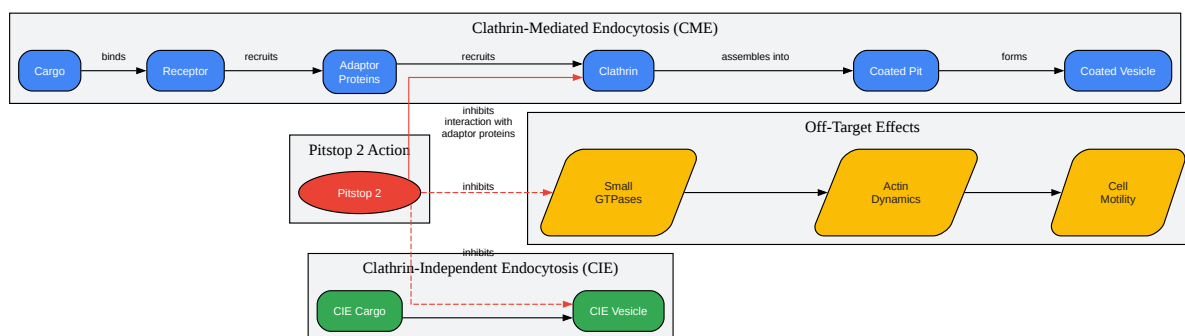 Clathrin-Mediated Endocytosis (CME)
binds
recruits
recruits
assembles into
forms
Cargo
Receptor
Adaptor
Proteins
Clathrin
Coated Pit
Coated Vesicle
inhibits
interaction with
adaptor proteins
Off-Target Effects
Pitstop 2 Action
Pitstop 2
inhibits
Small
GTPases
Actin
Dynamics
Cell
Motility
inhibits
Clathrin-Independent Endocytosis (CIE)
CIE Cargo
CIE Vesicle